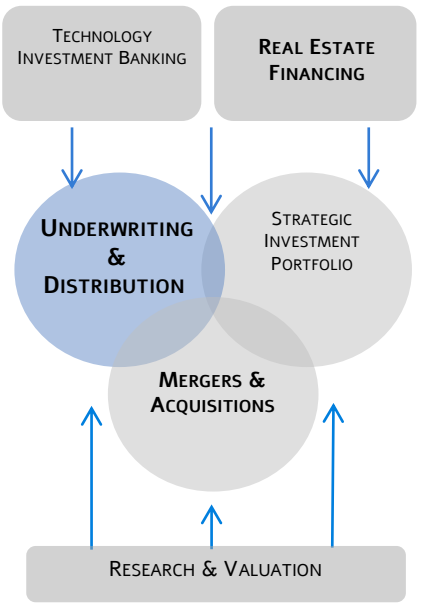 Technology
Investment Banking
Real Estate
Financing
Underwriting
&
Distribution
Strategic
Investment
Portfolio
Mergers &
Acquisitions
Research & Valuation